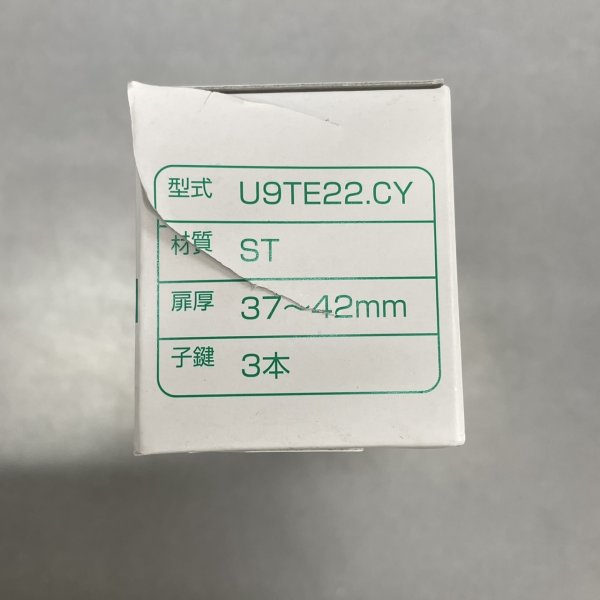 型式 U9TE22.CY
材質 ST
扉厚 37～42mm
子鍵 3本